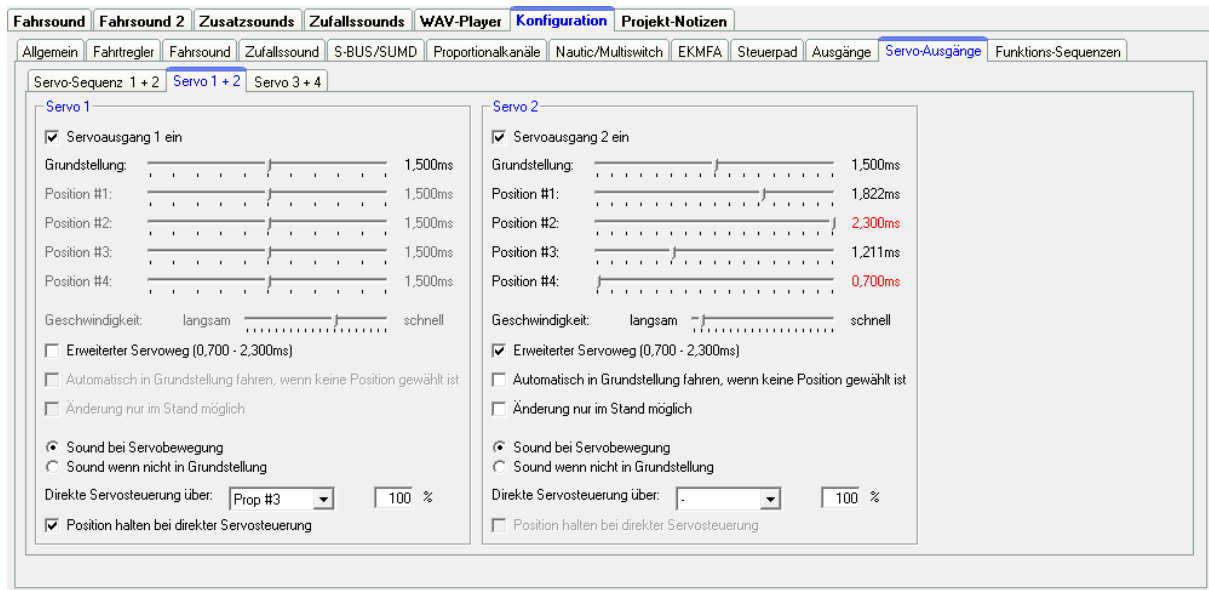 Fahrsound Fahrsound 2 Zusatzsounds Zufallssounds WAV-Player Konfiguration Projekt-Notizen
Allgemein Fahrtregler Fahrsound Zufallssound S-BUS/SUMD Proportionalkanäle Nautic/Multiswitch EKMFA Steuerpad Ausgänge Servo-Ausgänge Funktions-Sequenzen
Servo-Sequenz 1 + 2 Servo 1 + 2 Servo 3 + 4
Servo 1
Servoausgang 1 ein
Grundstellung: 1,500ms
Position #1: 1,500ms
Position #2: 1,500ms
Position #3: 1,500ms
Position #4: 1,500ms
Geschwindigkeit: langsam schnell
Erweiterter Servoweg (0,700 - 2,300ms)
Automatisch in Grundstellung fahren, wenn keine Position gewählt ist
Änderung nur im Stand möglich
Sound bei Servobewegung
Sound wenn nicht in Grundstellung
Direkte Servosteuerung über: Prop #3 100 %
Position halten bei direkter Servosteuerung
Servo 2
Servoausgang 2 ein
Grundstellung: 1,500ms
Position #1: 1,822ms
Position #2: 2,300ms
Position #3: 1,211ms
Position #4: 0,700ms
Geschwindigkeit: langsam schnell
Erweiterter Servoweg (0,700 - 2,300ms)
Automatisch in Grundstellung fahren, wenn keine Position gewählt ist
Änderung nur im Stand möglich
Sound bei Servobewegung
Sound wenn nicht in Grundstellung
Direkte Servosteuerung über: - 100 %
Position halten bei direkter Servosteuerung